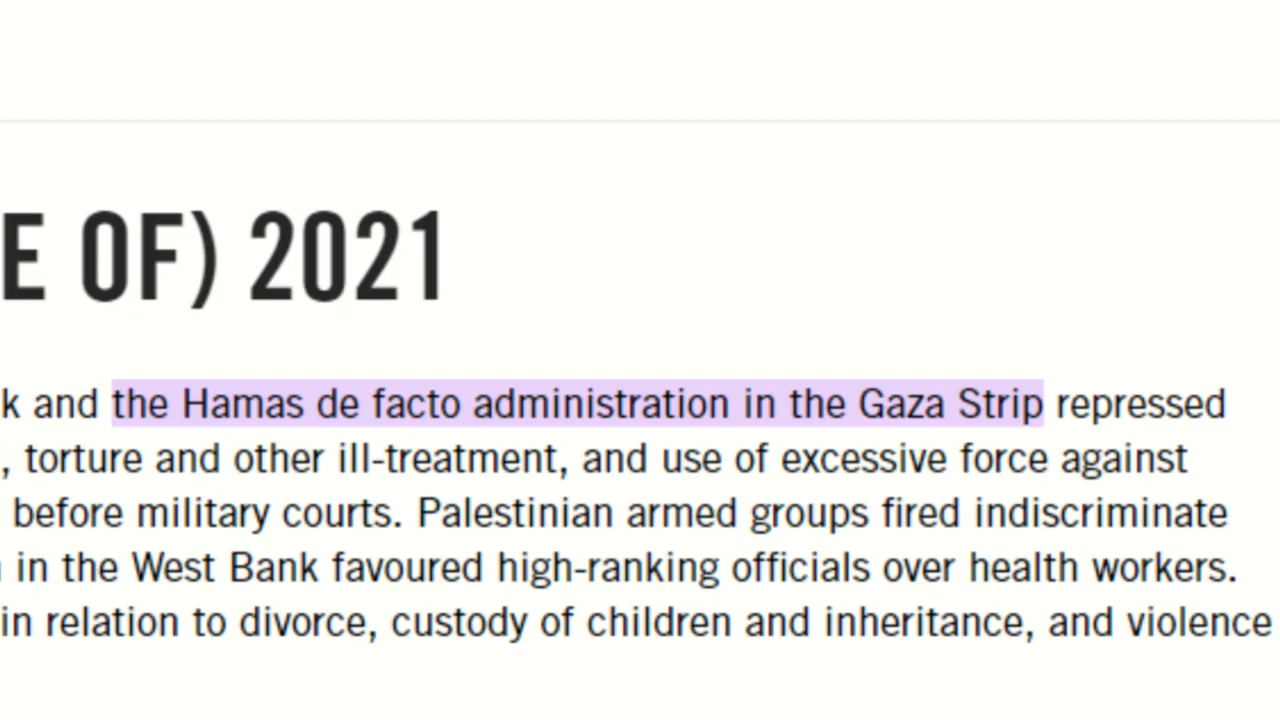 E OF) 2021
k and the Hamas de facto administration in the Gaza Strip repressed
, torture and other ill-treatment, and use of excessive force against
before military courts. Palestinian armed groups fired indiscriminate
in the West Bank favoured high-ranking officials over health workers.
in relation to divorce, custody of children and inheritance, and violence